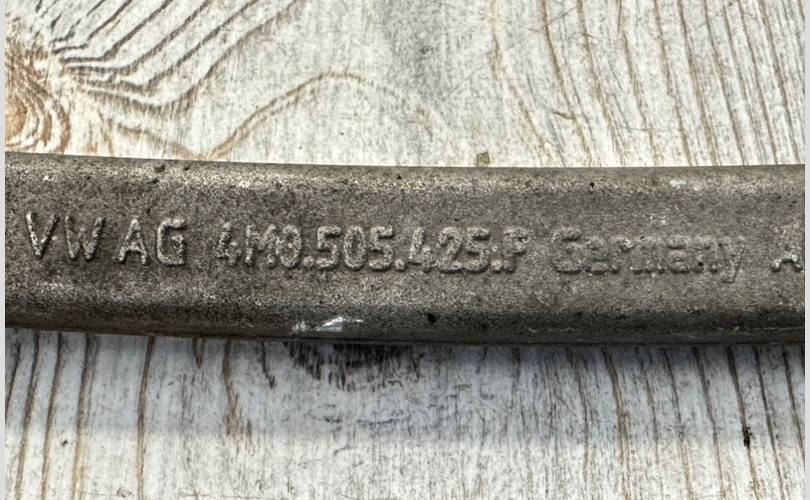 VW AG 4M0.505.425.F Germany A